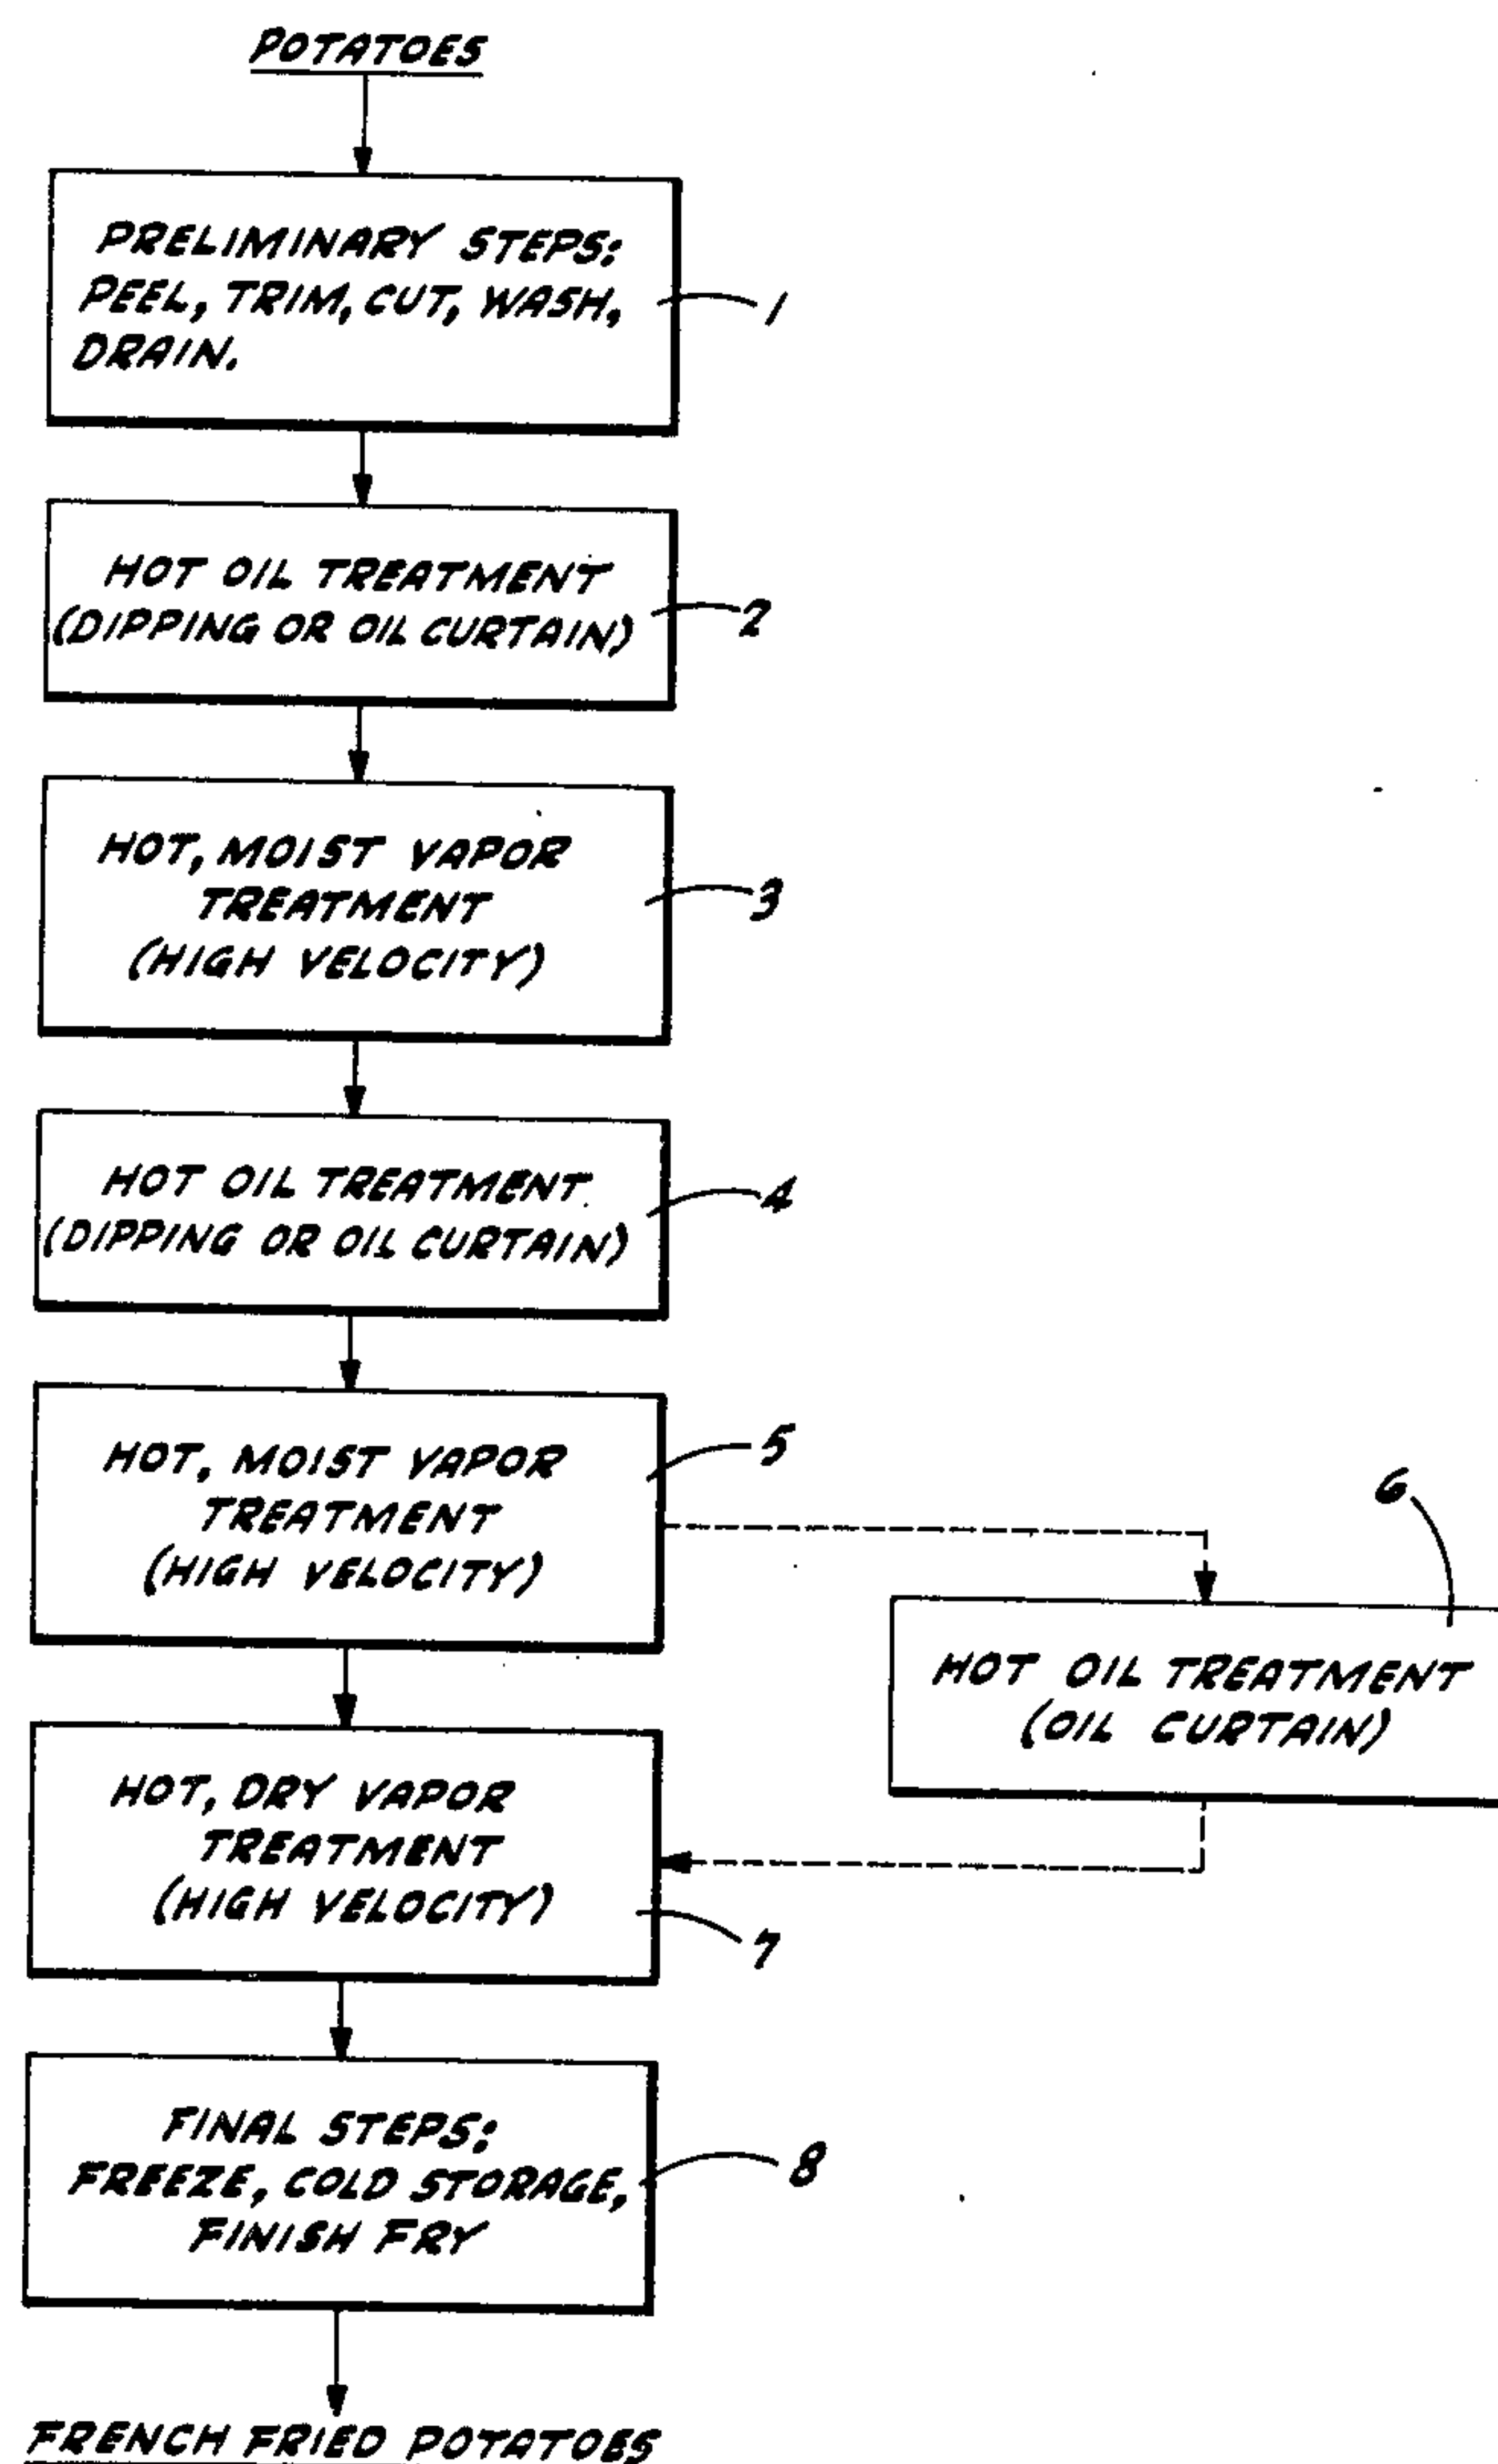 POTATOES
PRELIMINARY STEPS:
PEEL, TRIM, CUT, WASH,
DRAIN.
1
HOT OIL TREATMENT
(DIPPING OR OIL CURTAIN)
2
HOT, MOIST VAPOR
TREATMENT
(HIGH VELOCITY)
3
HOT OIL TREATMENT
(DIPPING OR OIL CURTAIN)
4
HOT, MOIST VAPOR
TREATMENT
(HIGH VELOCITY)
5
6
HOT OIL TREATMENT
(OIL CURTAIN)
HOT, DRY VAPOR
TREATMENT
(HIGH VELOCITY)
7
FINAL STEPS:
FREEZE, COLD STORAGE,
FINISH FRY
8
FRENCH FRIED POTATOES